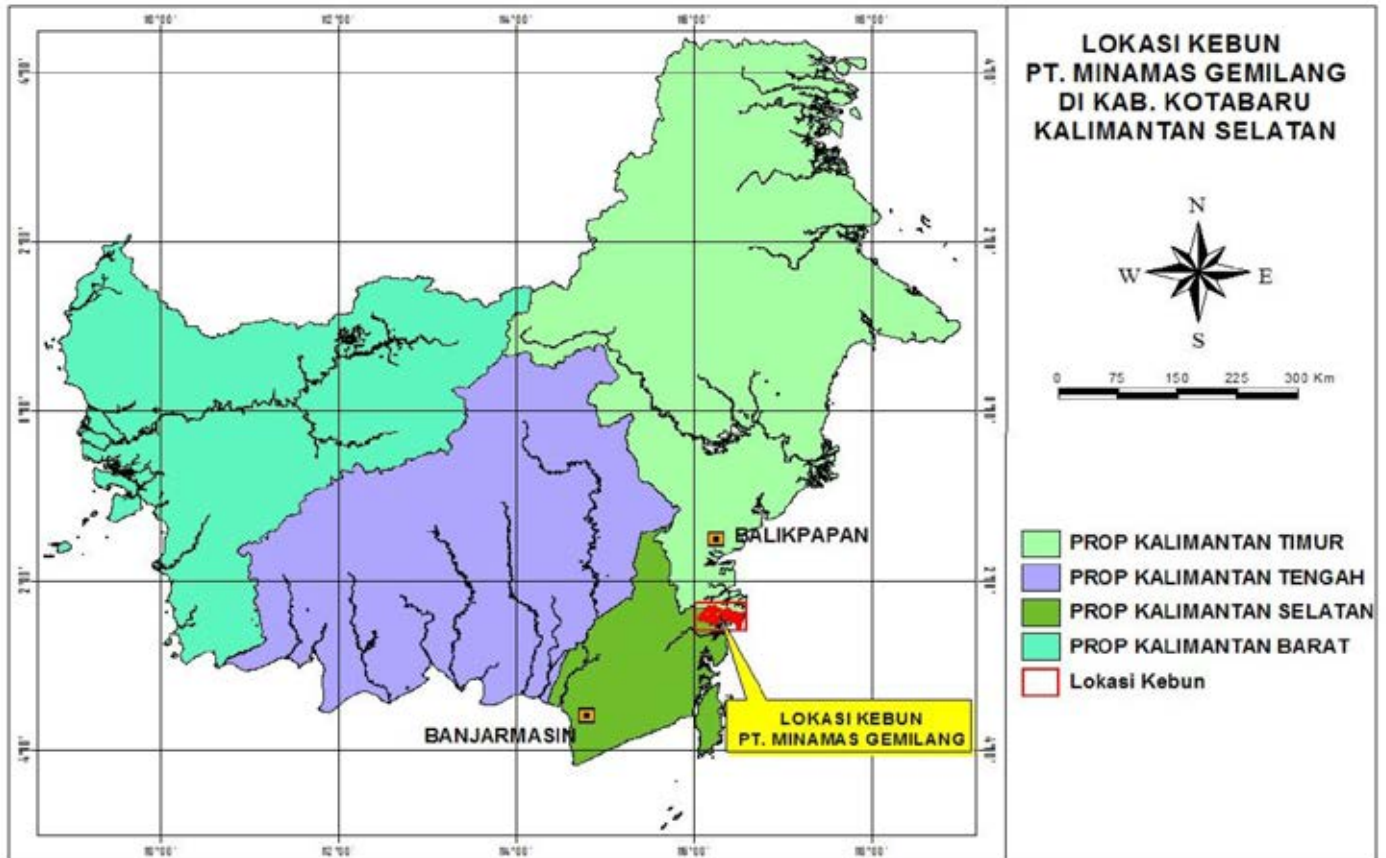 LOKASI KEBUN
PT. MINAMAS GEMILANG
DI KAB. KOTABARU
KALIMANTAN SELATAN
N
W E
S
0 75 150 225 300 Km
BALIKPAPAN
BANJARMASIN
LOKASI KEBUN
PT. MINAMAS GEMILANG
PROP KALIMANTAN TIMUR
PROP KALIMANTAN TENGAH
PROP KALIMANTAN SELATAN
PROP KALIMANTAN BARAT
Lokasi Kebun